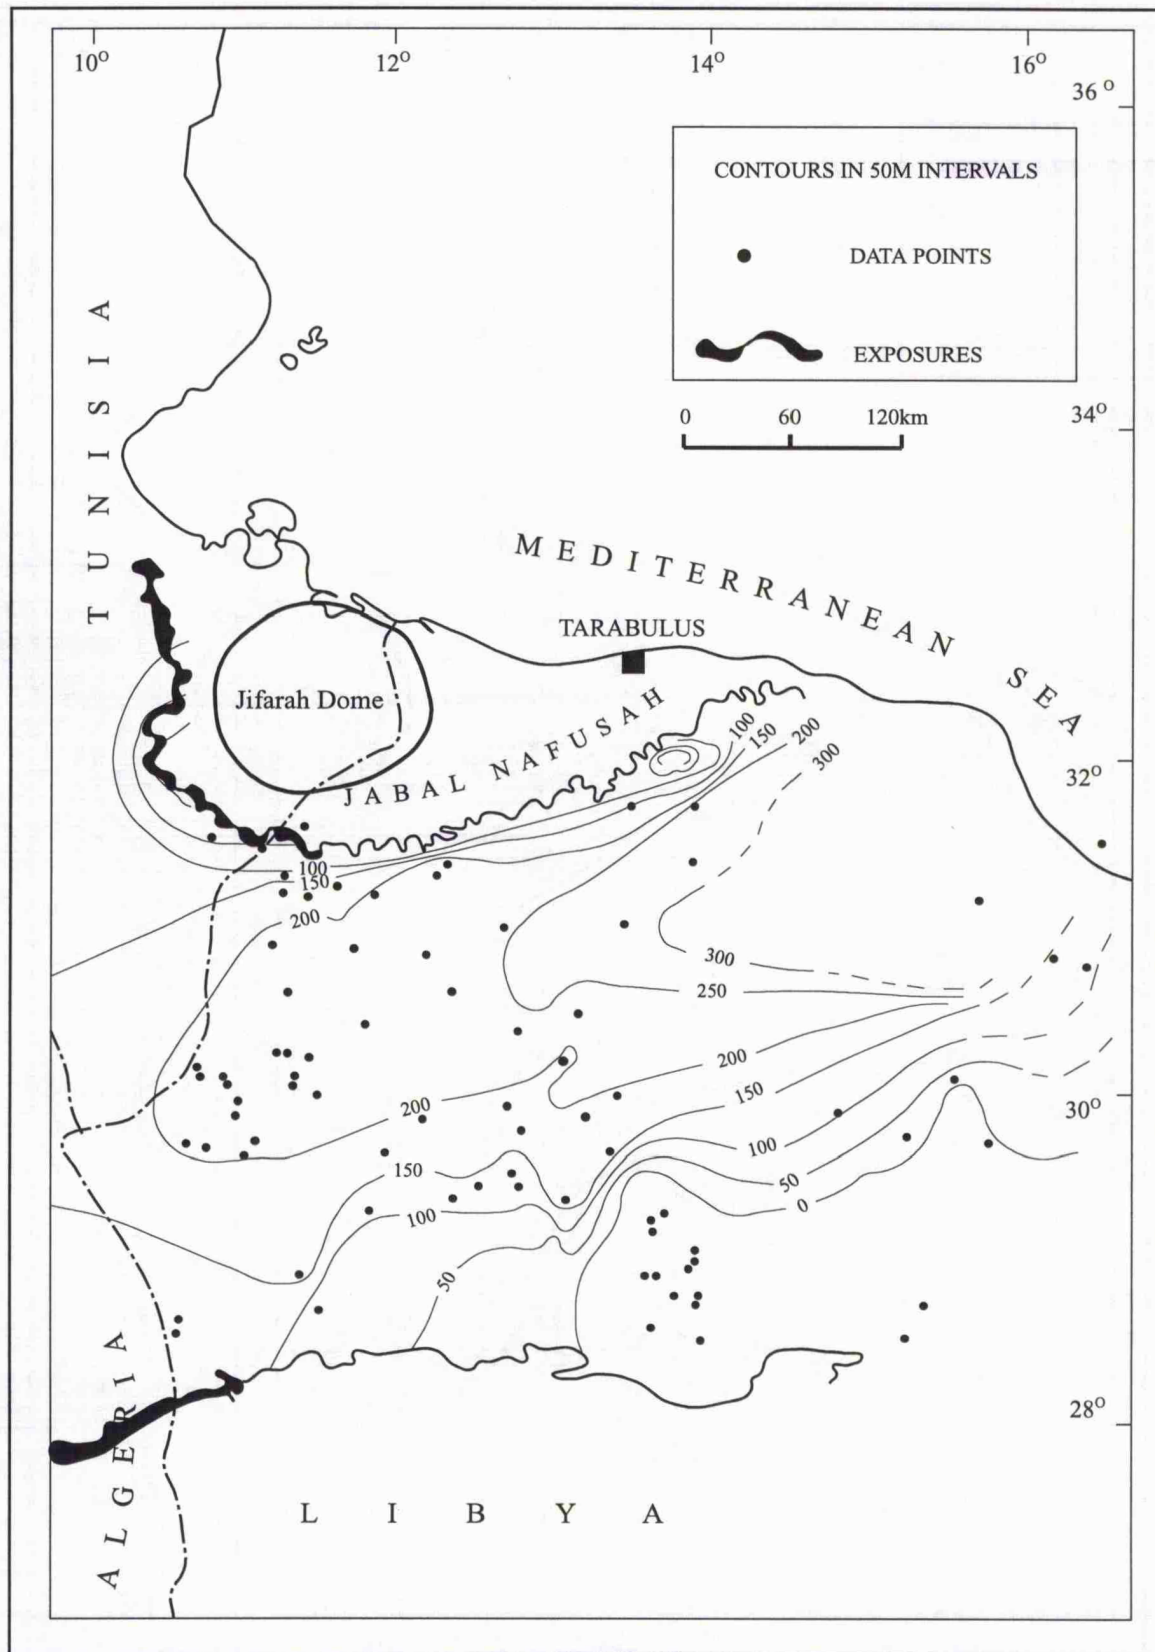 10° 12° 14° 16°
36°
CONTOURS IN 50M INTERVALS
DATA POINTS
EXPOSURES
0 60 120km
34°
TUNISIA
MEDITERRANEAN SEA
TARABULUS
Jifarah Dome
JABAL NAFUSAH
100
150
200
300
32°
100
150
200
300
250
200
150
200
30°
150
100
100
50
0
50
ALGERIA
28°
LIBYA